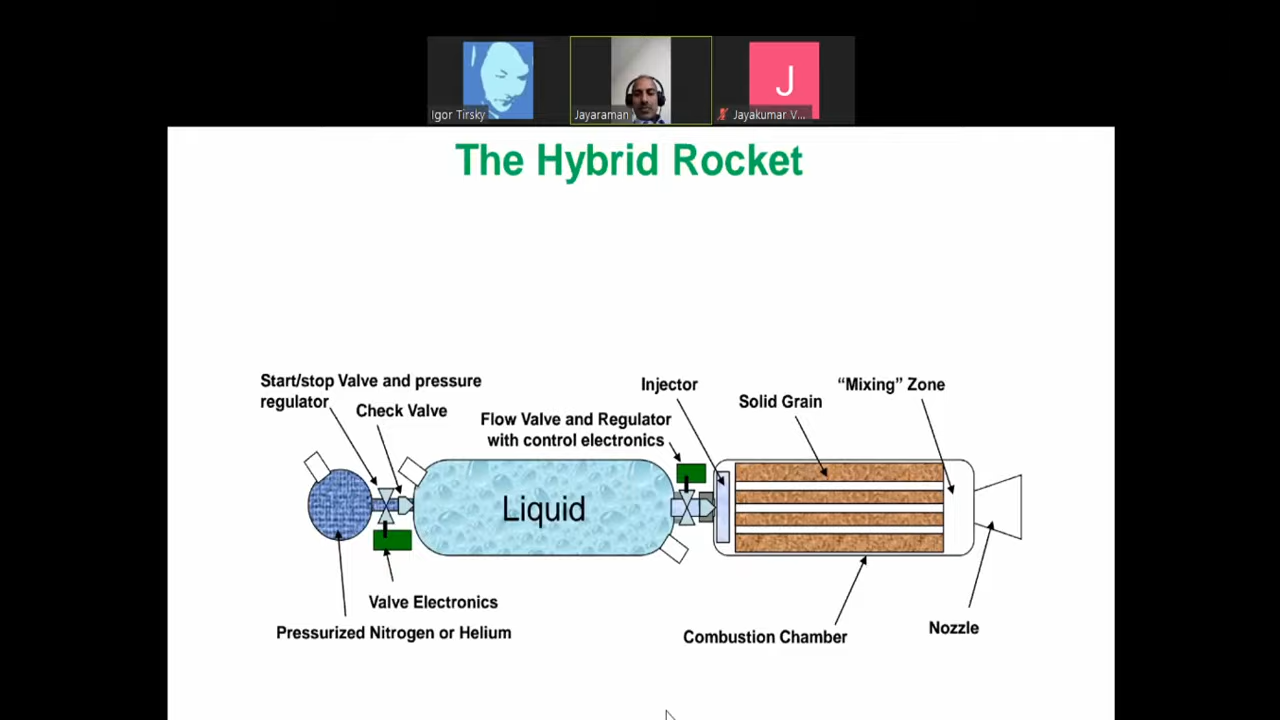 Igor Tirsky
Jayaraman
J
Jayakumar V...
The Hybrid Rocket
Start/stop Valve and pressure
regulator
Check Valve
Flow Valve and Regulator
with control electronics
Injector
Solid Grain
“Mixing” Zone
Liquid
Valve Electronics
Pressurized Nitrogen or Helium
Combustion Chamber
Nozzle